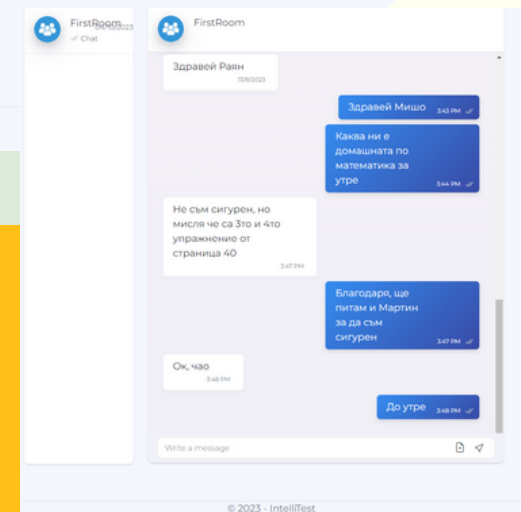 FirstRoom
Chat
FirstRoom
Здравей Раян
13/8/2023
Здравей Мишо
3:43 PM
Каква ни е
домашната по
математика за
утре
3:44 PM
Не съм сигурен, но
мисля че са 3то и 4то
упражнение от
страница 40
3:47 PM
Благодаря, ще
питам и Мартин
за да съм
сигурен
3:47 PM
Ок, чао
3:48 PM
До утре
3:48 PM
Write a message
© 2023 - IntelliTest